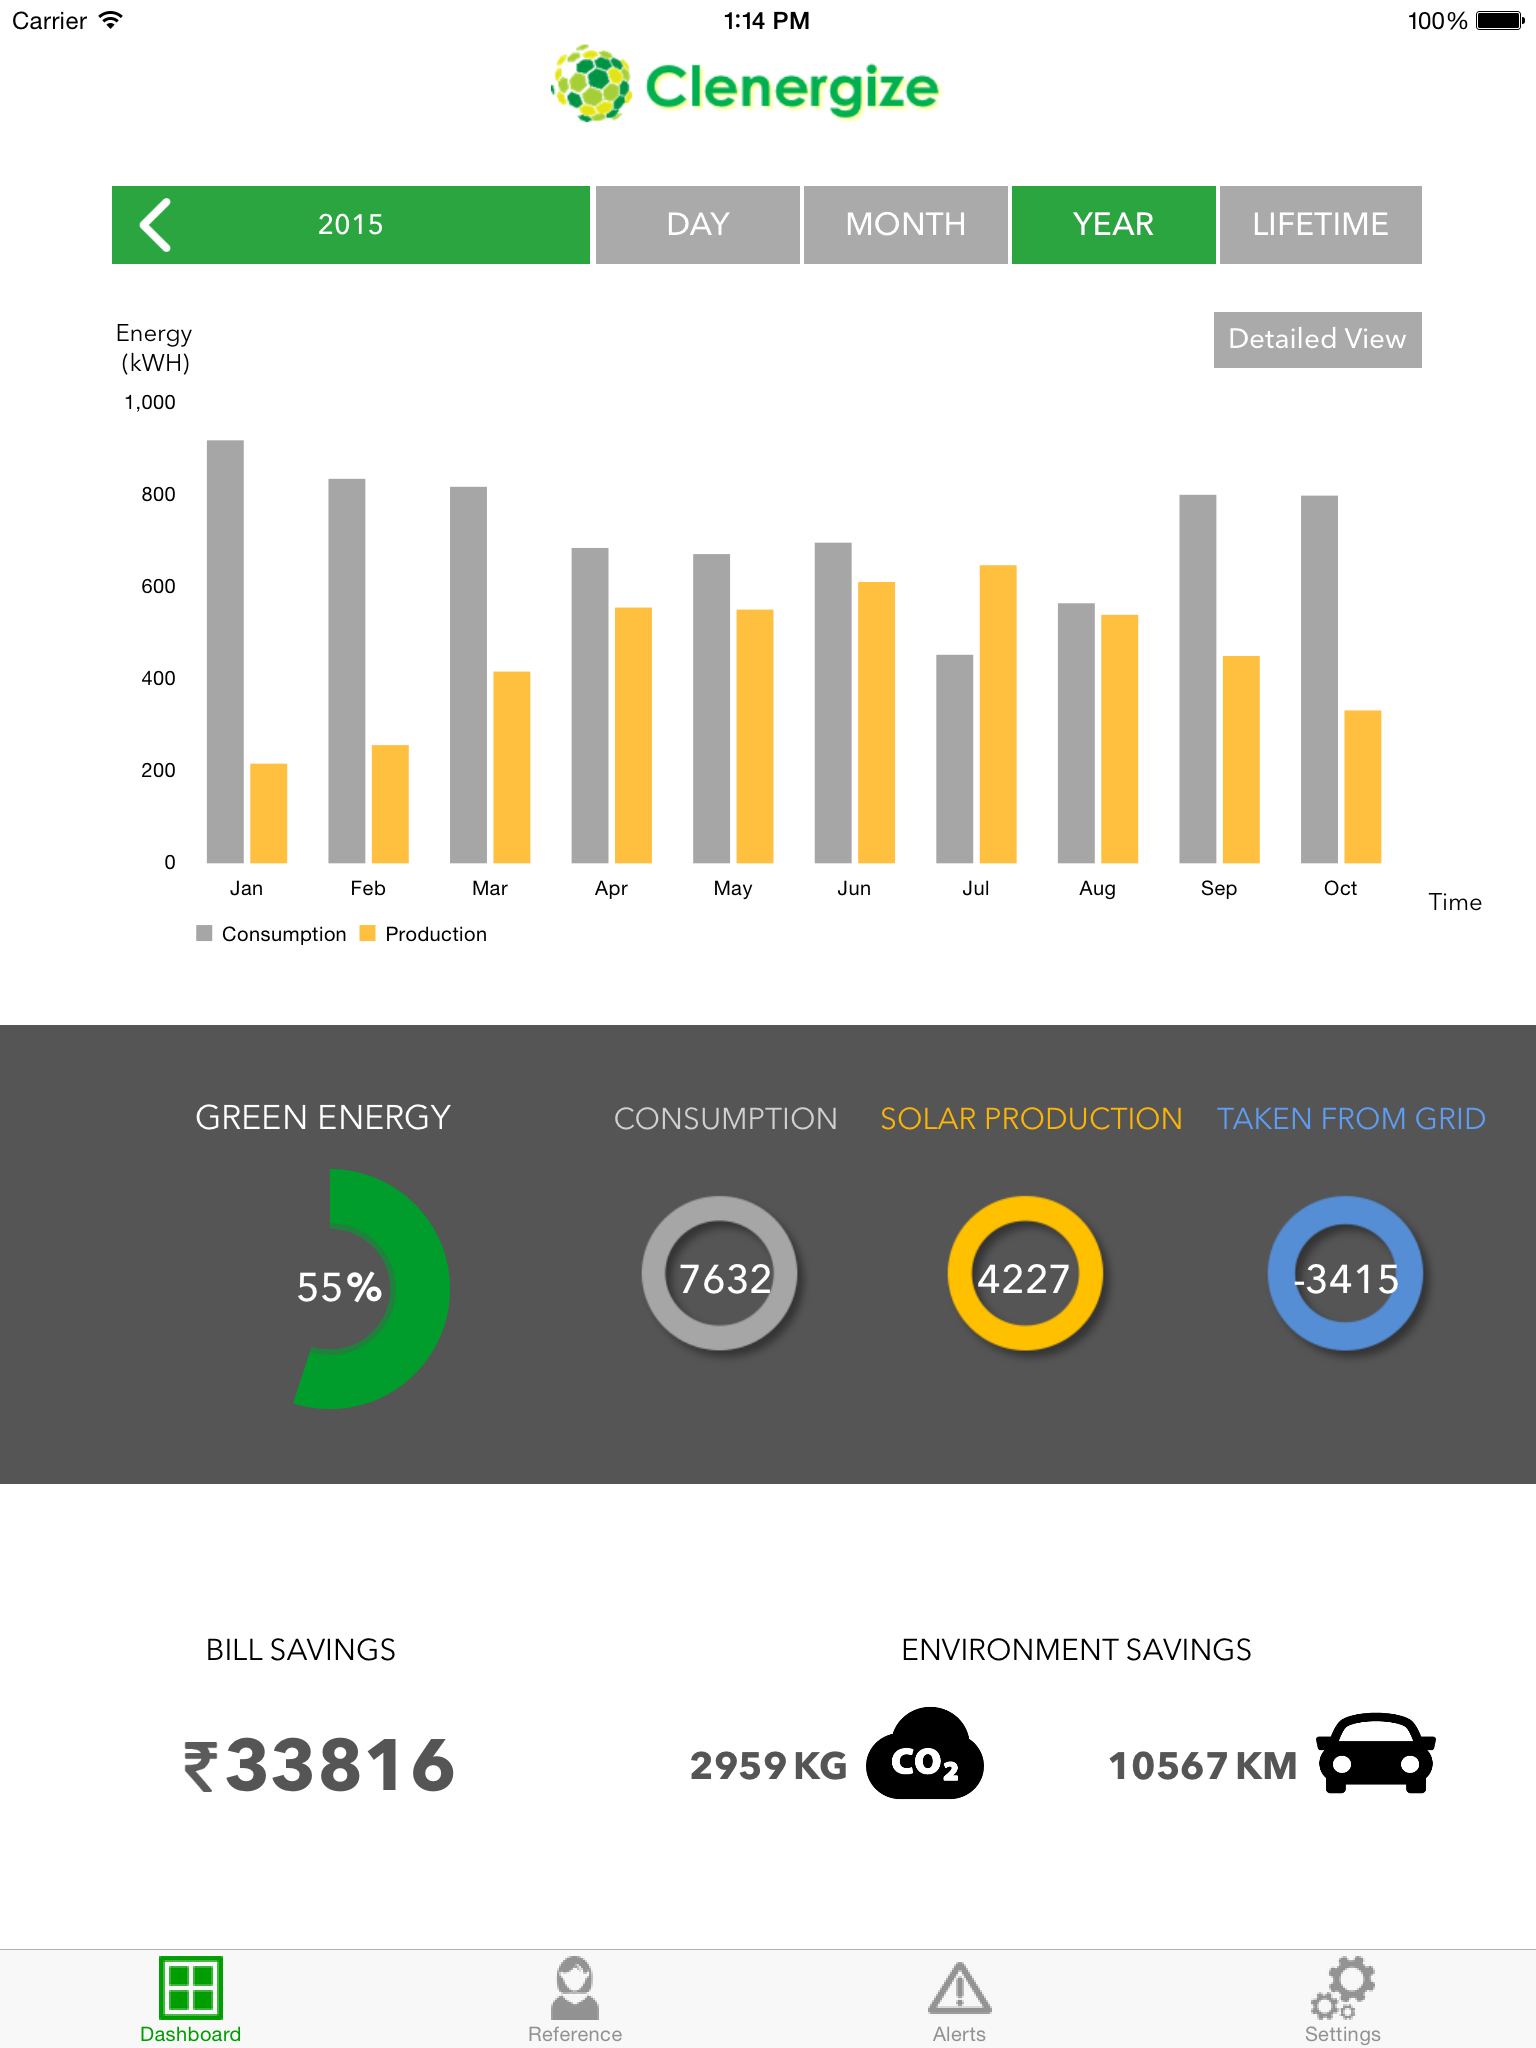 Carrier 1:14 PM 100%
Clenergize
2015 DAY MONTH YEAR LIFETIME
Energy
(kWH)
Detailed View
1,000
800
600
400
200
0
Jan Feb Mar Apr May Jun Jul Aug Sep Oct
Time
Consumption Production
GREEN ENERGY CONSUMPTION SOLAR PRODUCTION TAKEN FROM GRID
55% 7632 4227 -3415
BILL SAVINGS ENVIRONMENT SAVINGS
₹33816 2959 KG CO2 10567 KM
Dashboard Reference Alerts Settings